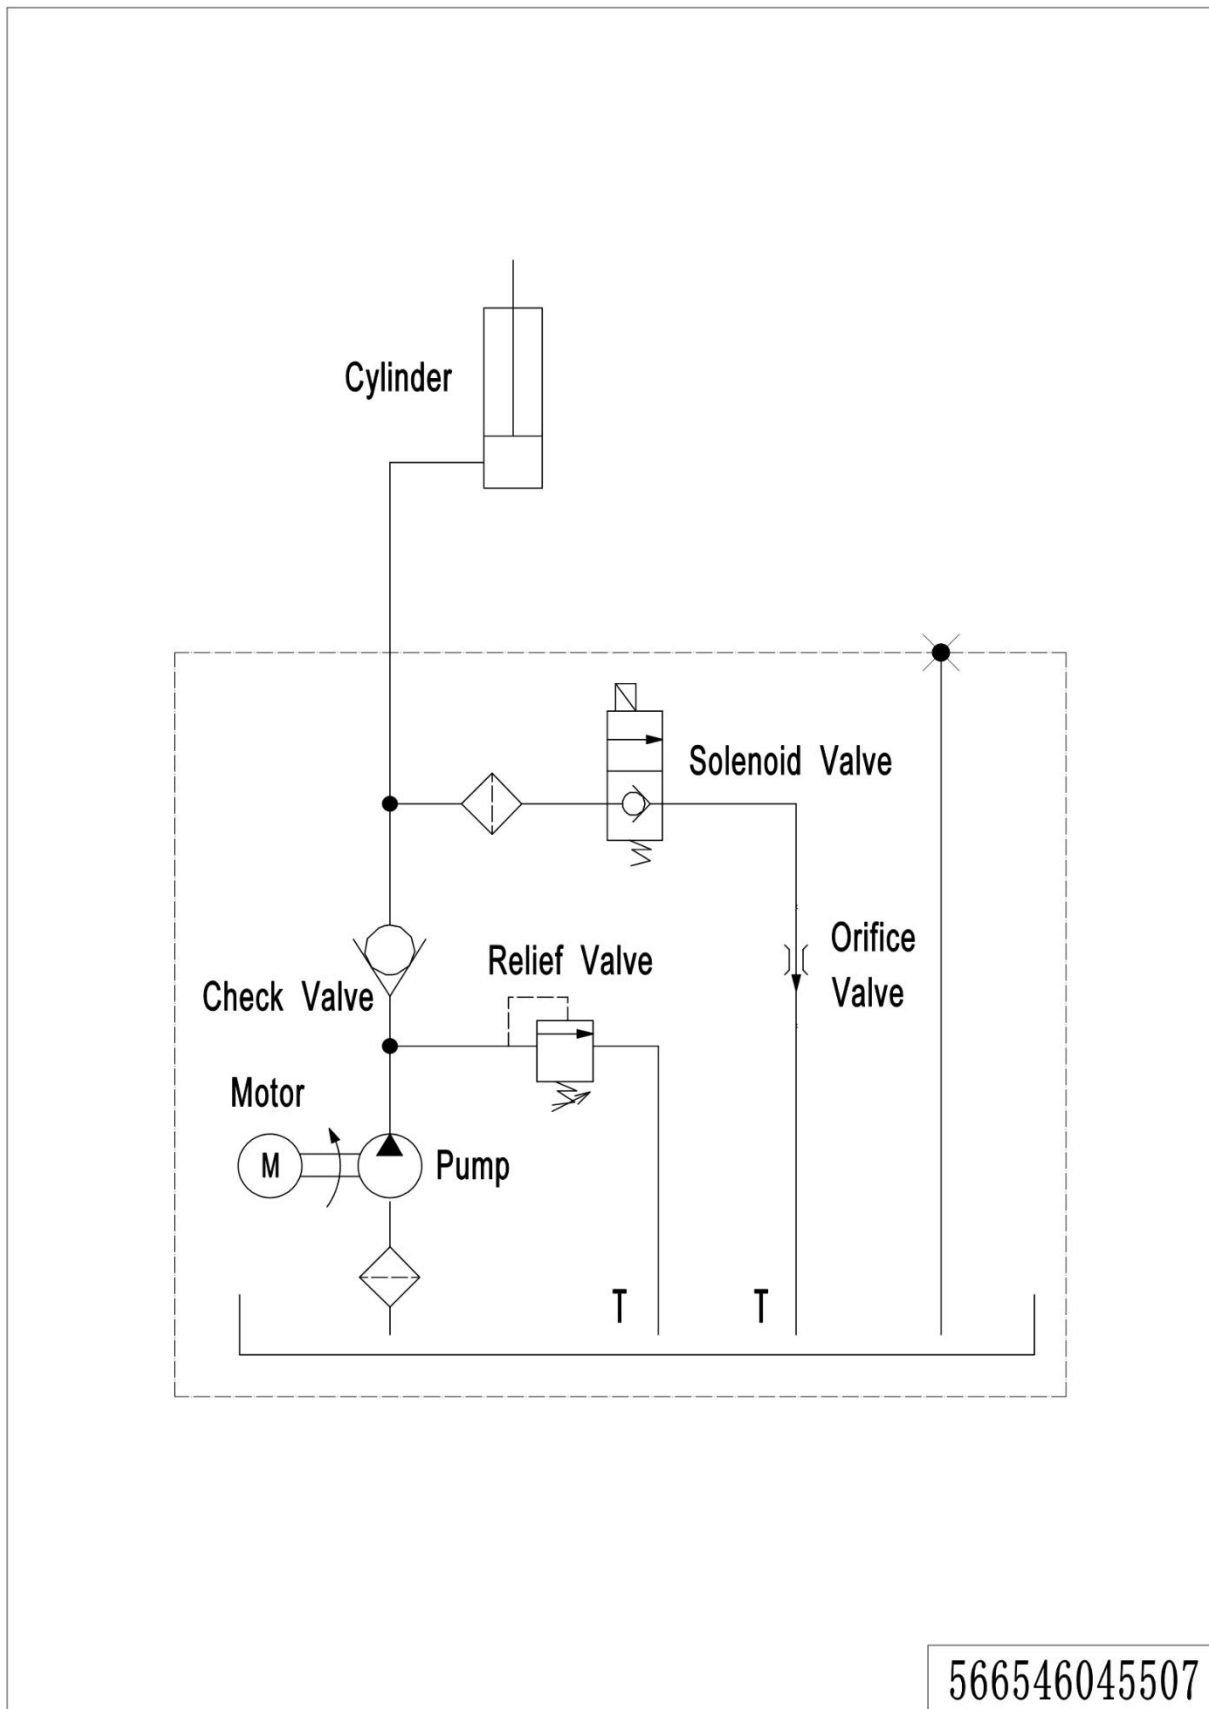 Cylinder
Solenoid Valve
Orifice
Valve
Relief Valve
Check Valve
Motor
M
Pump
T
T
566546045507